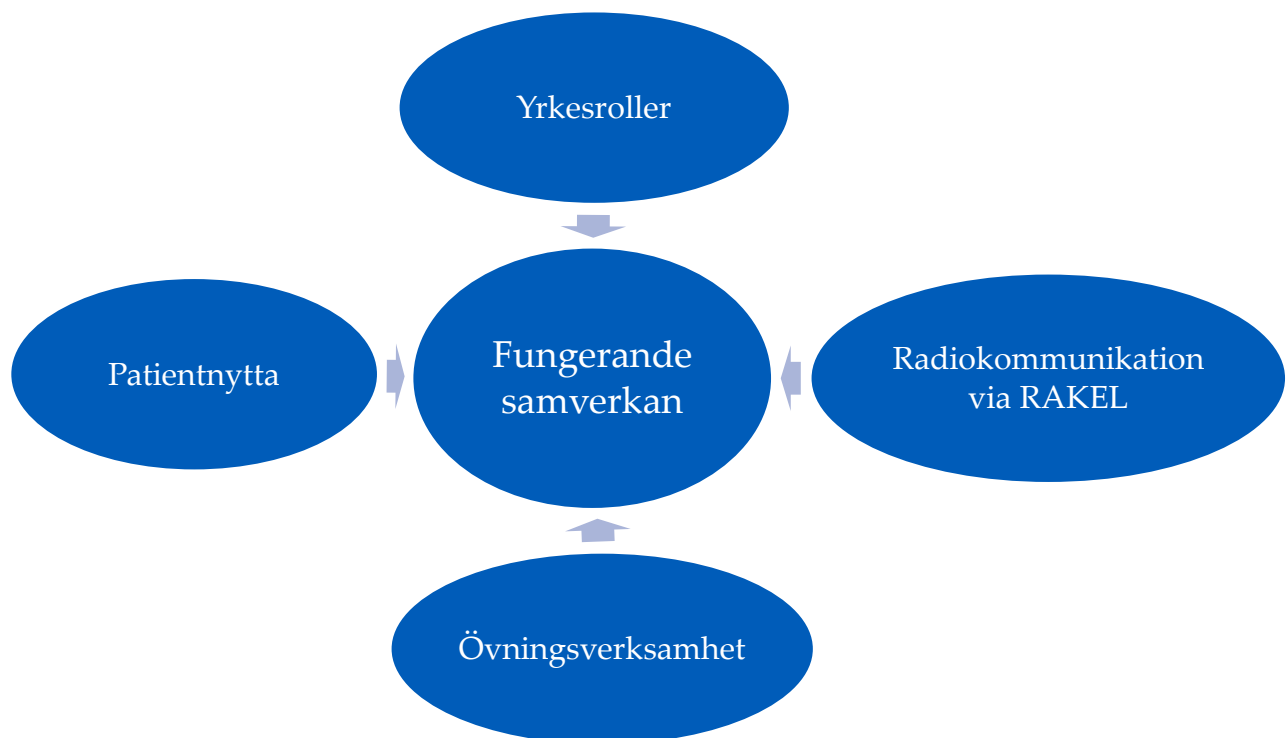 Yrkesroller
Patientnytta
Fungerande
samverkan
Radiokommunikation
via RAKEL
Övningsverksamhet